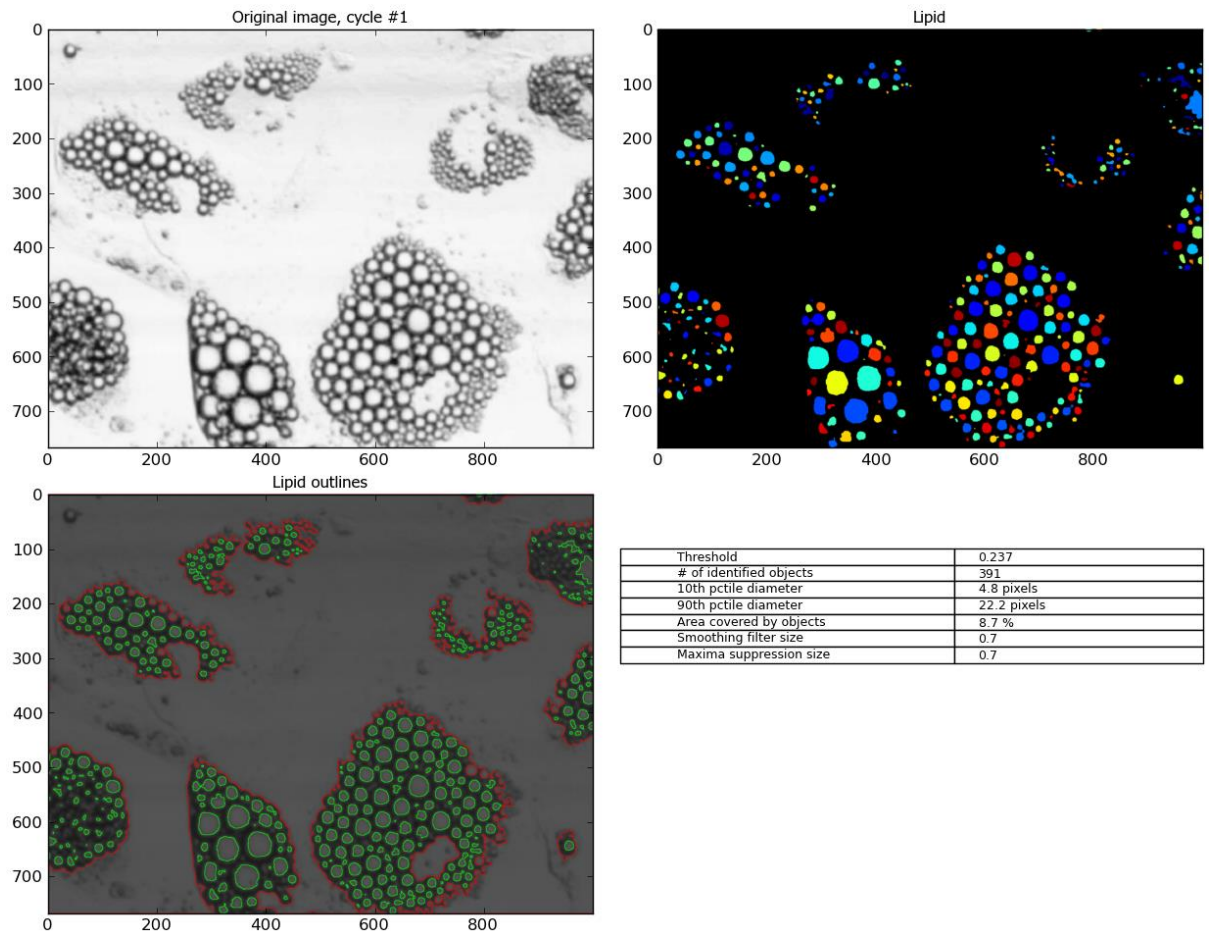 Original image, cycle #1
0
100
200
300
400
500
600
700
0 200 400 600 800
Lipid
0
100
200
300
400
500
600
700
0 200 400 600 800
Lipid outlines
0
100
200
300
400
500
600
700
0 200 400 600 800
Threshold 0.237
# of identified objects 391
10th pctile diameter 4.8 pixels
90th pctile diameter 22.2 pixels
Area covered by objects 8.7 %
Smoothing filter size 0.7
Maxima suppression size 0.7